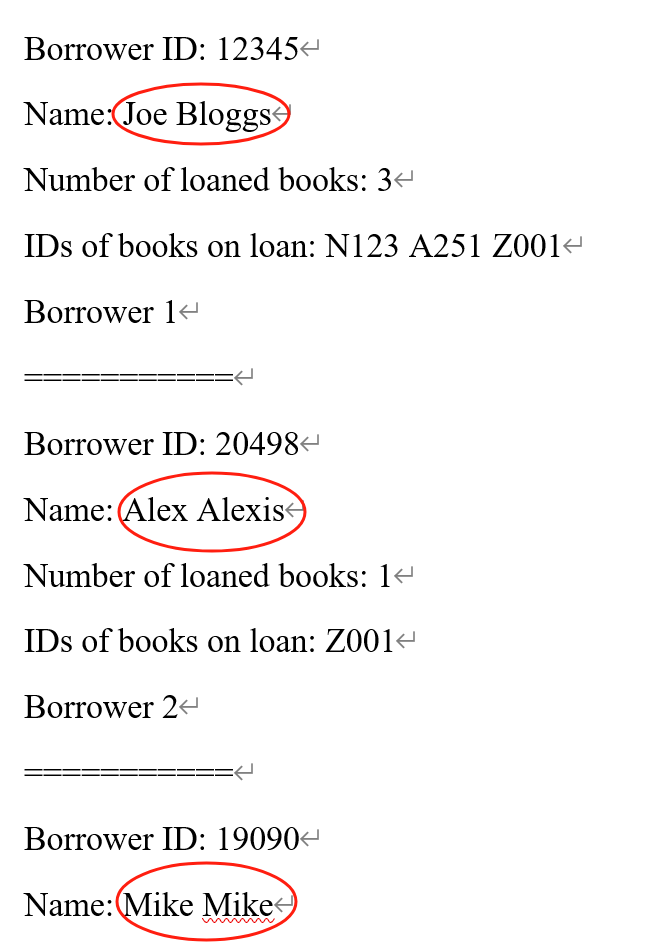 Borrower ID: 12345
Name: Joe Bloggs
Number of loaned books: 3
IDs of books on loan: N123 A251 Z001
Borrower 1
===========
Borrower ID: 20498
Name: Alex Alexis
Number of loaned books: 1
IDs of books on loan: Z001
Borrower 2
===========
Borrower ID: 19090
Name: Mike Mike